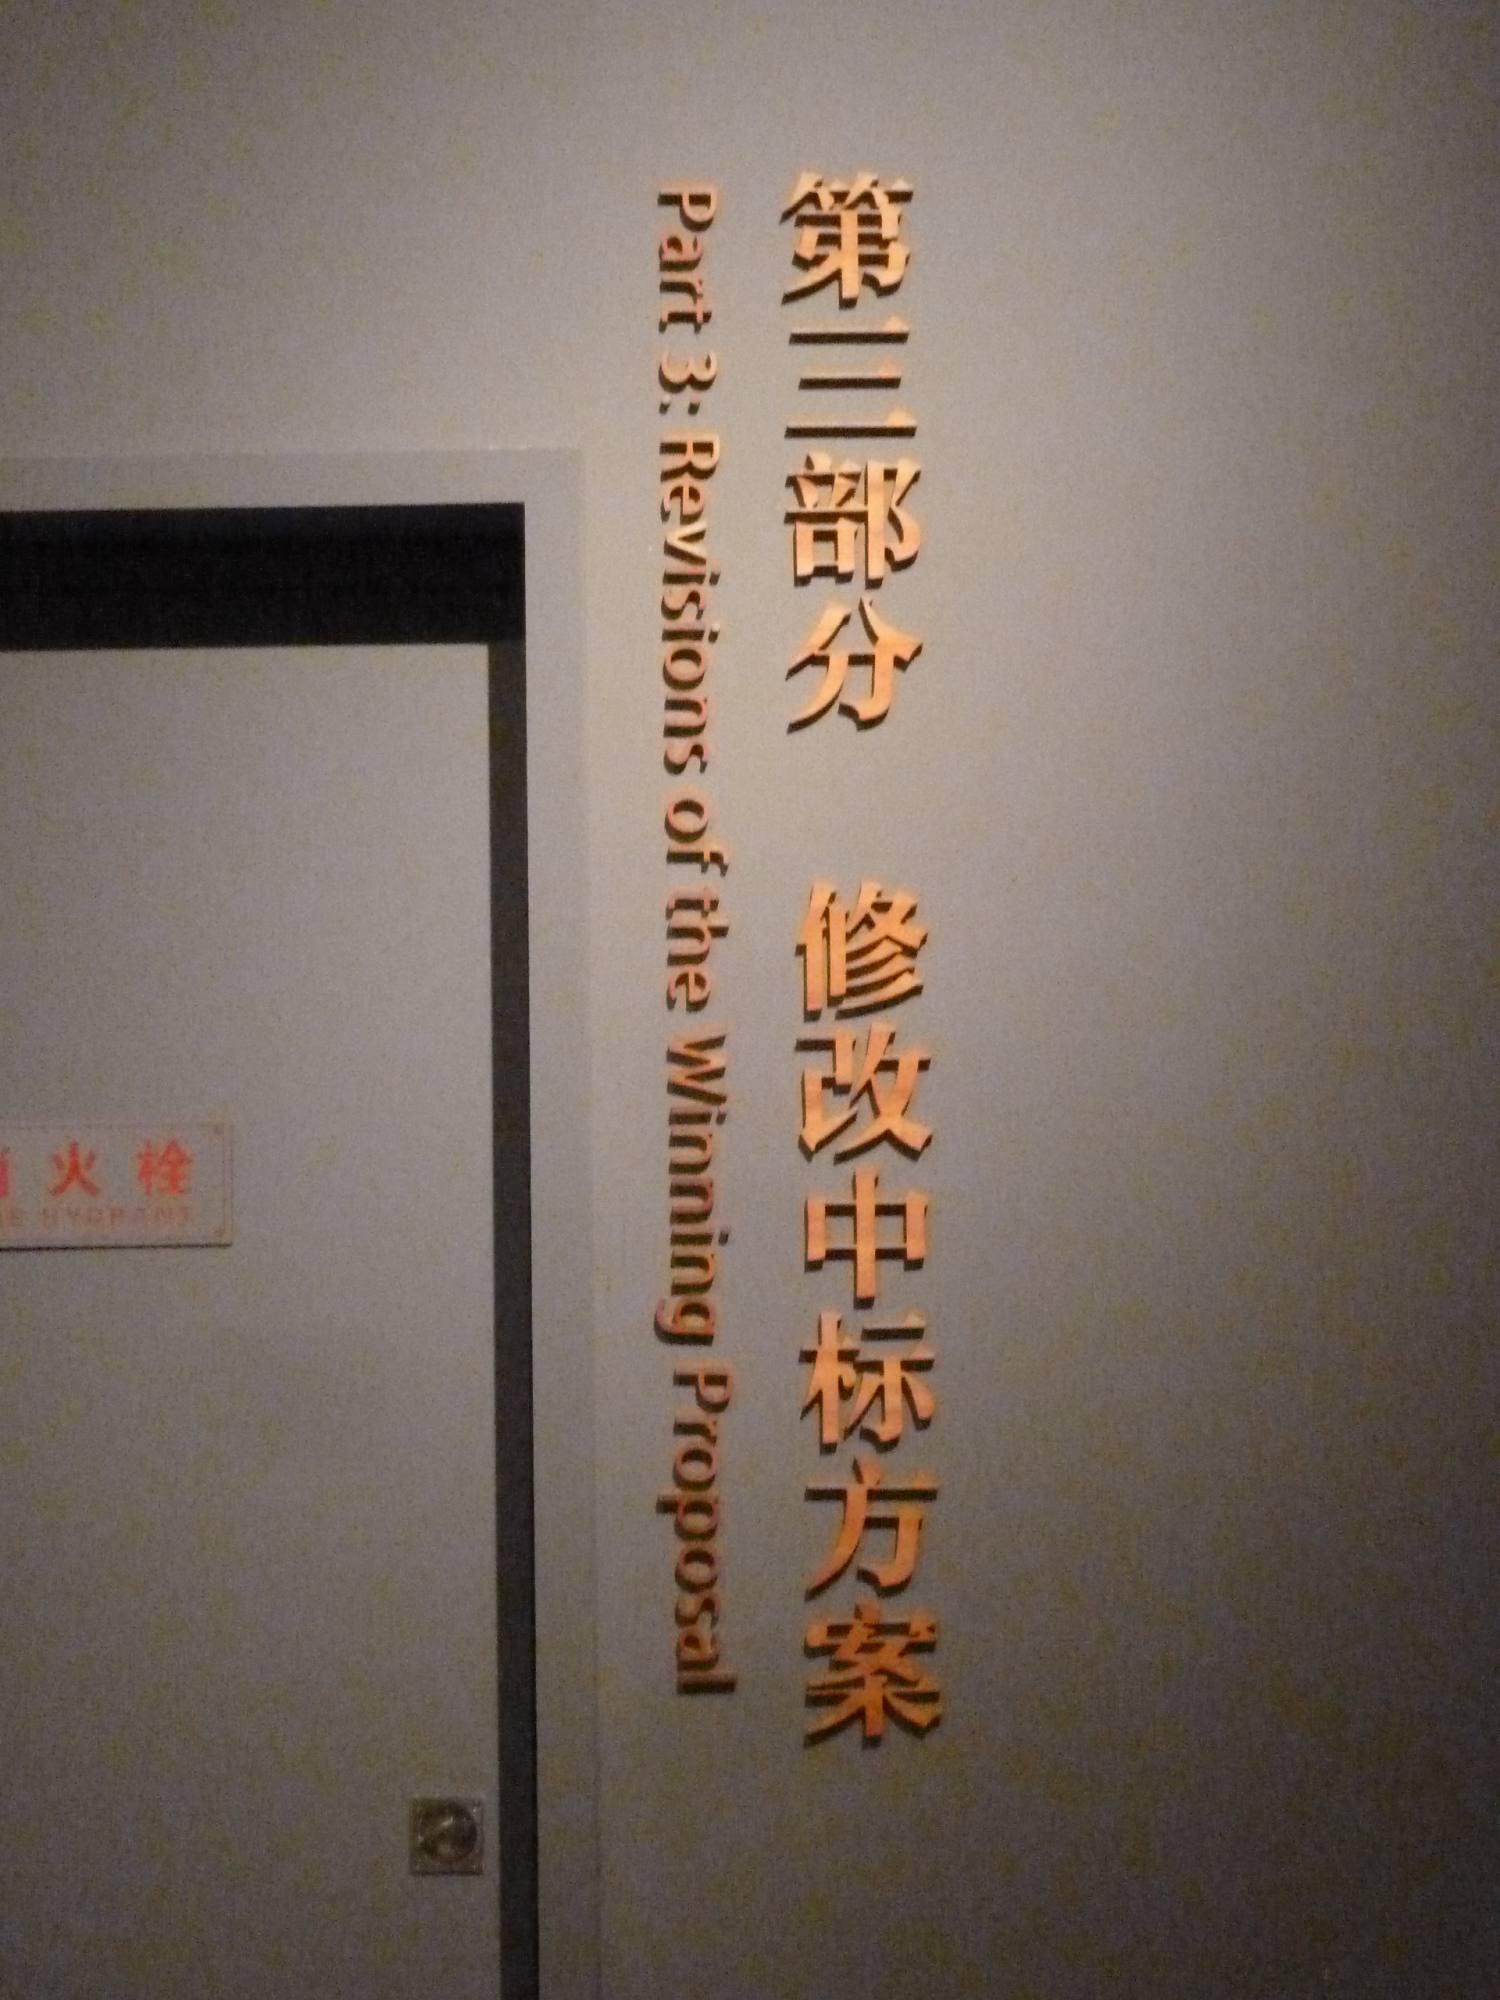 第三部分 修改中标方案
Part 3: Revisions of the Winning Proposal
火栓
HYDRANT